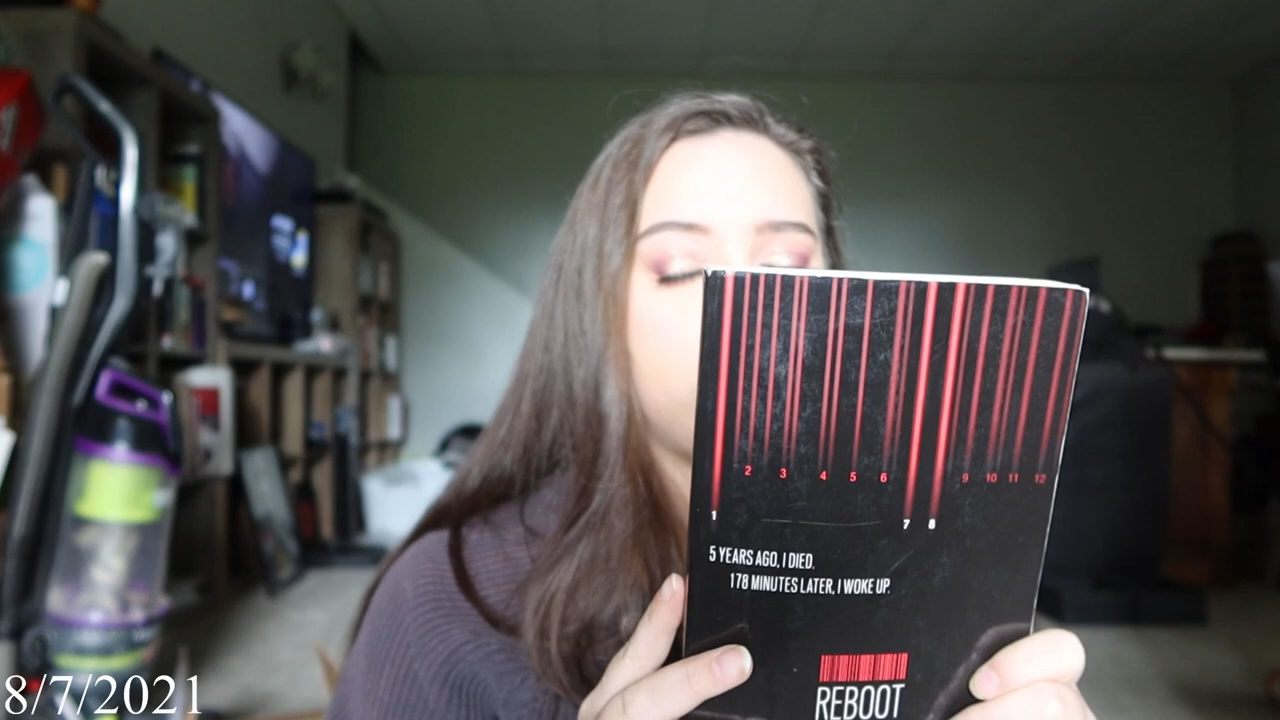 2 3 4 5 6 9 10 11 12
1 7 8
5 YEARS AGO, I DIED.
178 MINUTES LATER, I WOKE UP.
REBOOT
8/7/2021